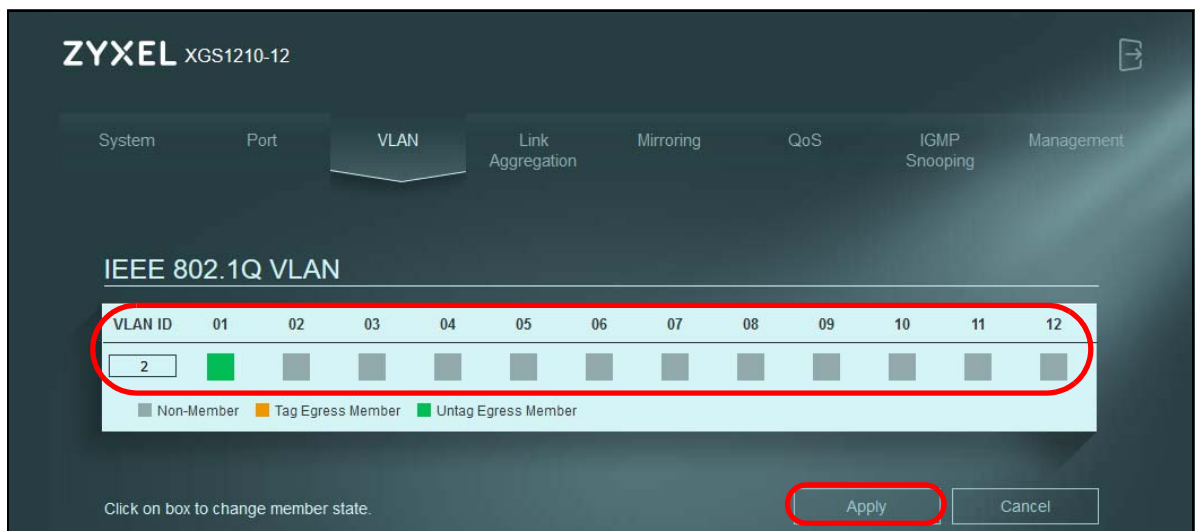 ZYXEL XGS1210-12
System Port VLAN Link Aggregation Mirroring QoS IGMP Snooping Management
IEEE 802.1Q VLAN
VLAN ID 01 02 03 04 05 06 07 08 09 10 11 12
2
Non-Member Tag Egress Member Untag Egress Member
Click on box to change member state. Apply Cancel